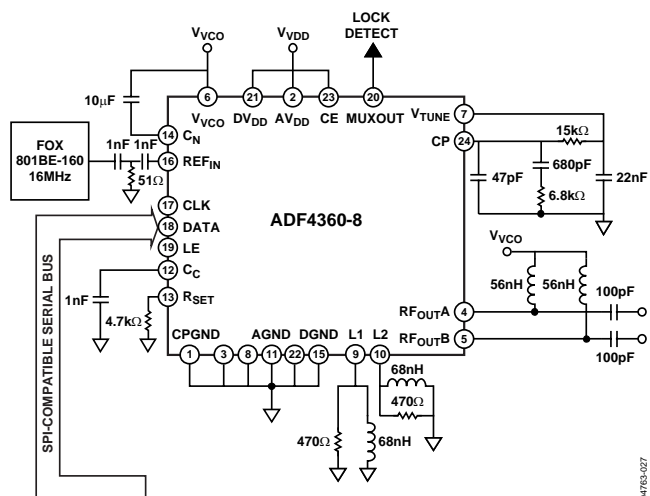 LOCK
DETECT
VVCO
VVDD
10µF
6
21
2
23
20
VVCO
DVDD
AVDD
CE
MUXOUT
VTUNE
7
14
CN
CP
24
15kΩ
FOX
801BE-160
16MHz
1nF
1nF
16
REFIN
51Ω
47pF
680pF
22nF
6.8kΩ
17
CLK
18
DATA
19
LE
ADF4360-8
12
CC
13
RSET
1nF
4.7kΩ
VVCO
56nH
56nH
RFOUTA
4
100pF
RFOUTB
5
100pF
CPGND
AGND
DGND
L1
L2
1
3
8
11
22
15
9
10
68nH
470Ω
470Ω
68nH
SPI-COMPATIBLE SERIAL BUS
04763-027